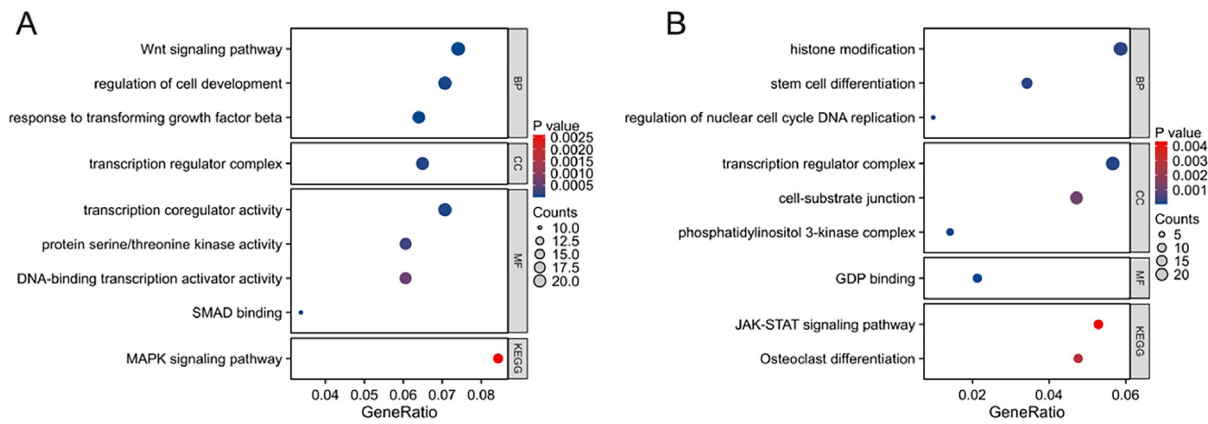 A
Wnt signaling pathway
regulation of cell development
response to transforming growth factor beta
transcription regulator complex
transcription coregulator activity
protein serine/threonine kinase activity
DNA-binding transcription activator activity
SMAD binding
MAPK signaling pathway
BP
CC
MF
KEGG
0.04 0.05 0.06 0.07 0.08
GeneRatio
P value
0.0025
0.0020
0.0015
0.0010
0.0005
Counts
10.0
12.5
15.0
17.5
20.0
B
histone modification
stem cell differentiation
regulation of nuclear cell cycle DNA replication
transcription regulator complex
cell-substrate junction
phosphatidylinositol 3-kinase complex
GDP binding
JAK-STAT signaling pathway
Osteoclast differentiation
BP
CC
MF
KEGG
0.02 0.04 0.06
GeneRatio
P value
0.004
0.003
0.002
0.001
Counts
5
10
15
20